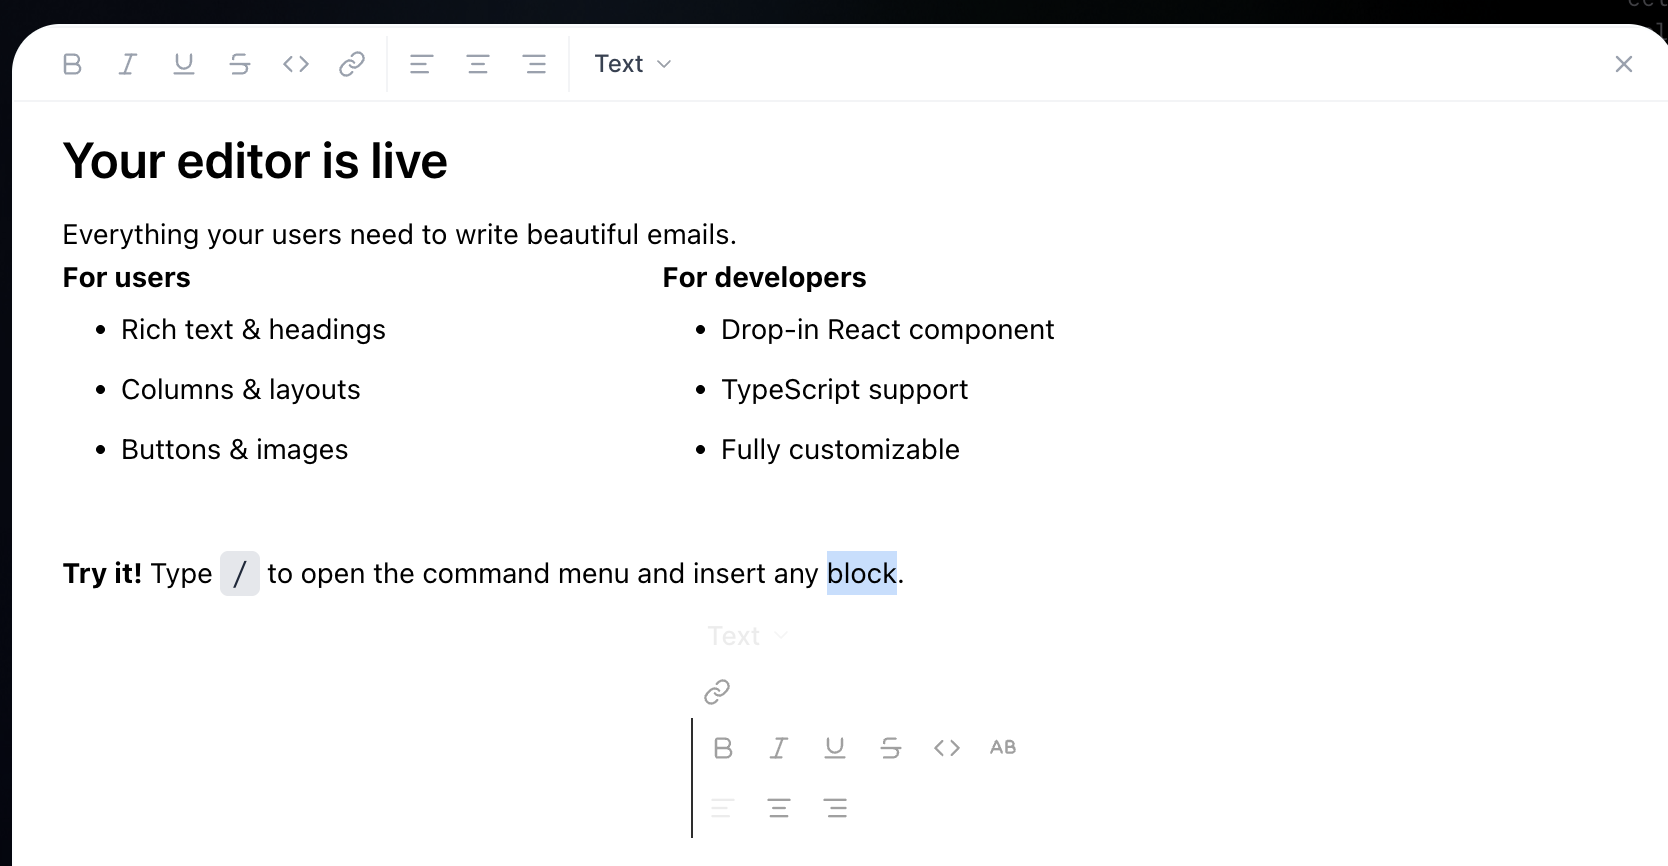 Text
Your editor is live
Everything your users need to write beautiful emails.
For users
Rich text & headings
Columns & layouts
Buttons & images
For developers
Drop-in React component
TypeScript support
Fully customizable
Try it! Type / to open the command menu and insert any block.
Text
AB